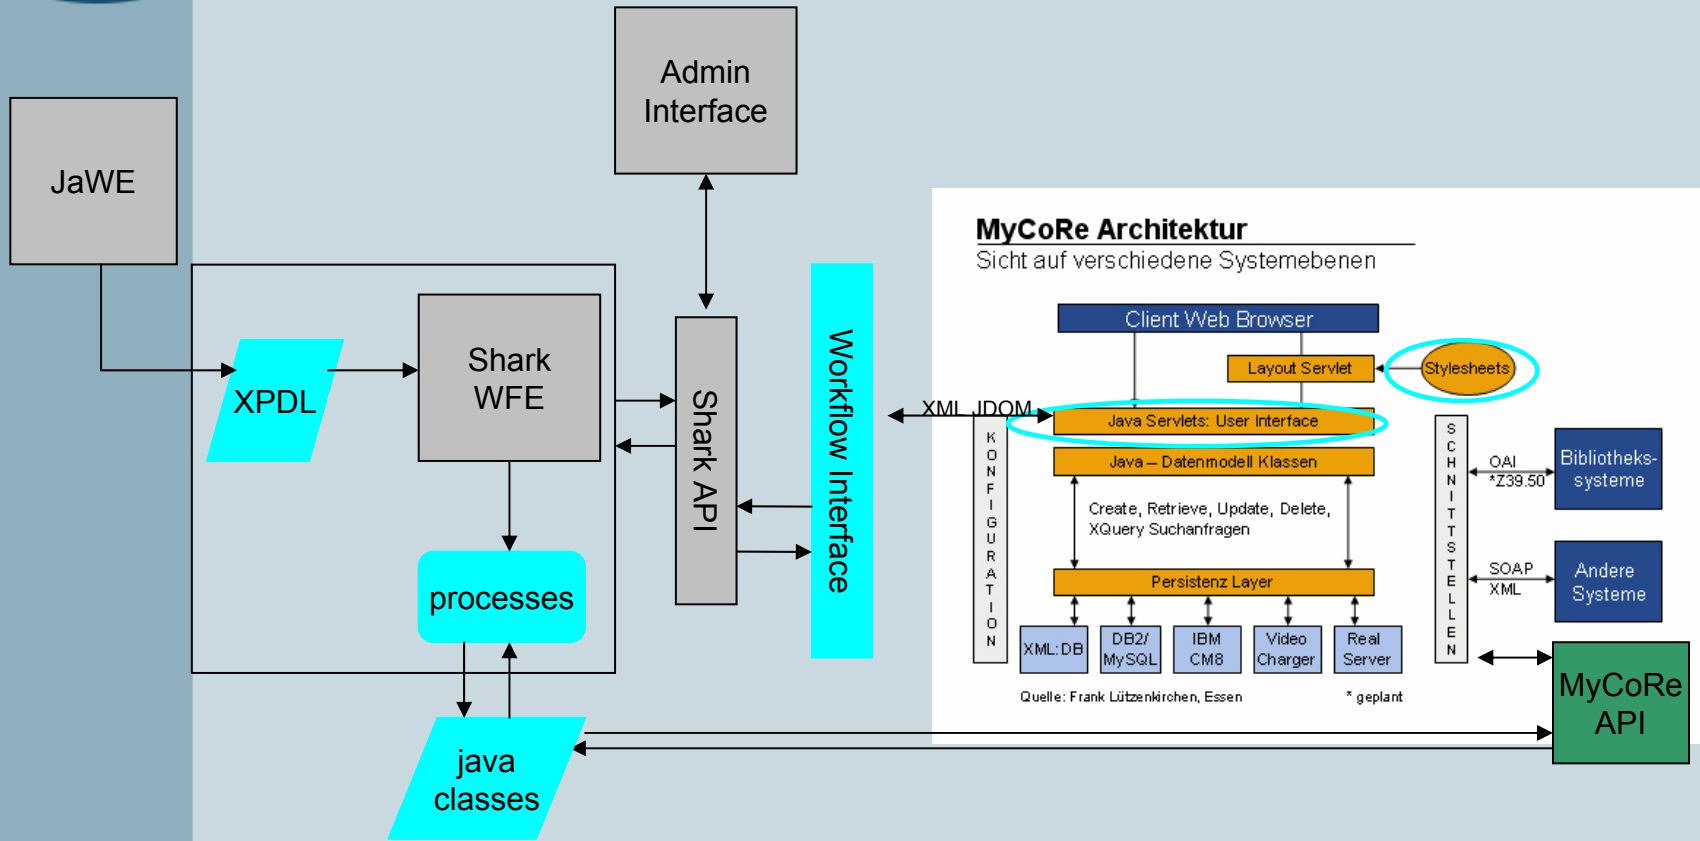 Admin
Interface
JaWE
XPDL
Shark
WFE
processes
java
classes
Shark API
Workflow Interface
MyCoRe Architektur
Sicht auf verschiedene Systemebenen
Client Web Browser
Layout Servlet
Stylesheets
XML JDOM
Java Servlets: User Interface
Java – Datenmodell Klassen
Create, Retrieve, Update, Delete,
XQuery Suchanfragen
Persistenz Layer
KONFIGURATION
XML:DB
DB2/
MySQL
IBM
CM8
Video
Charger
Real
Server
SCHNITTSTELLEN
OAI
*Z39.50
Bibliotheks-
systeme
SOAP
XML
Andere
Systeme
Quelle: Frank Lützenkirchen, Essen
* geplant
MyCoRe
API